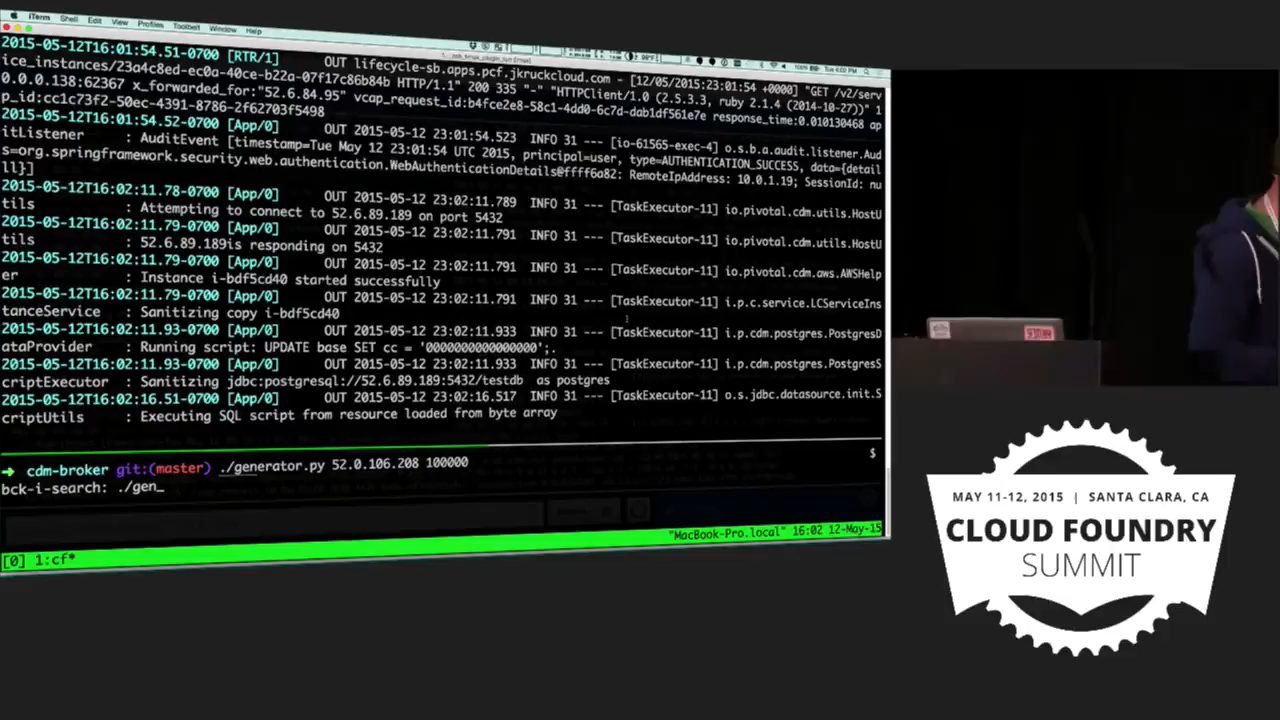 iTerm Shell Edit View Profiles Toolbelt Window Help
2015-05-12T16:01:54.51-0700 [RTR/1] OUT lifecycle-sb.apps.pcf.jkruckcloud.com - [12/05/2015:23:01:54 +0000] "GET /v2/serv
ice_instances/23a4c8ed-ec0a-40ce-b22a-07f17c86b84b HTTP/1.1" 200 335 "-" "HTTPClient/1.0 (2.5.3.3, ruby 2.1.4 (2014-10-27))" 1
0.0.0.138:62367 x_forwarded_for:"52.6.84.95" vcap_request_id:b4fce2e8-58c1-4dd0-6c7d-dab1df561e7e response_time:0.010130468 ap
p_id:cc1c73f2-50ec-4391-8786-2f62703f5498
2015-05-12T16:01:54.52-0700 [App/0] OUT 2015-05-12 23:01:54.523 INFO 31 --- [io-61565-exec-4] o.s.b.a.audit.listener.Aud
itListener : AuditEvent [timestamp=Tue May 12 23:01:54 UTC 2015, principal=user, type=AUTHENTICATION_SUCCESS, data={detail
s=org.springframework.security.web.authentication.WebAuthenticationDetails@ffff6a82: RemoteIpAddress: 10.0.1.19; SessionId: nu
ll}]
2015-05-12T16:02:11.78-0700 [App/0] OUT 2015-05-12 23:02:11.789 INFO 31 --- [TaskExecutor-11] io.pivotal.cdm.utils.HostU
tils : Attempting to connect to 52.6.89.189 on port 5432
2015-05-12T16:02:11.79-0700 [App/0] OUT 2015-05-12 23:02:11.791 INFO 31 --- [TaskExecutor-11] io.pivotal.cdm.utils.HostU
tils : 52.6.89.189is responding on 5432
2015-05-12T16:02:11.79-0700 [App/0] OUT 2015-05-12 23:02:11.791 INFO 31 --- [TaskExecutor-11] io.pivotal.cdm.aws.AWSHelp
er : Instance i-bdf5cd40 started successfully
2015-05-12T16:02:11.79-0700 [App/0] OUT 2015-05-12 23:02:11.791 INFO 31 --- [TaskExecutor-11] i.p.c.service.LCServiceIns
tanceService : Sanitizing copy i-bdf5cd40
2015-05-12T16:02:11.93-0700 [App/0] OUT 2015-05-12 23:02:11.933 INFO 31 --- [TaskExecutor-11] i.p.cdm.postgres.PostgresD
ataProvider : Running script: UPDATE base SET cc = '0000000000000000';.
2015-05-12T16:02:11.93-0700 [App/0] OUT 2015-05-12 23:02:11.933 INFO 31 --- [TaskExecutor-11] i.p.cdm.postgres.PostgresS
criptExecutor : Sanitizing jdbc:postgresql://52.6.89.189:5432/testdb as postgres
2015-05-12T16:02:16.51-0700 [App/0] OUT 2015-05-12 23:02:16.517 INFO 31 --- [TaskExecutor-11] o.s.jdbc.datasource.init.S
criptUtils : Executing SQL script from resource loaded from byte array
➜ cdm-broker git:(master) ./generator.py 52.0.106.208 100000
$
bck-i-search: ./gen_
[0] 1:cf* "MacBook-Pro.local" 16:02 12-May-15
MAY 11-12, 2015 | SANTA CLARA, CA
CLOUD FOUNDRY
SUMMIT